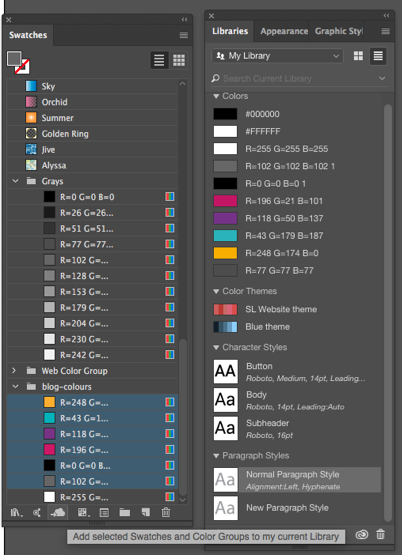 Swatches
Sky
Orchid
Summer
Golden Ring
Jive
Alyssa
Grays
R=0 G=0 B=0
R=26 G=26...
R=51 G=51...
R=77 G=77...
R=102 G=...
R=128 G=...
R=153 G=...
R=179 G=...
R=204 G=...
R=230 G=...
R=242 G=...
Web Color Group
blog-colours
R=248 G=...
R=43 G=1...
R=118 G=...
R=196 G=...
R=0 G=0 B...
R=102 G=...
R=255 G=...
Libraries
Appearance
Graphic Styl
My Library
Search Current Library
Colors
#000000
#FFFFFF
R=255 G=255 B=255
R=102 G=102 B=102 1
R=0 G=0 B=0 1
R=196 G=21 B=101
R=118 G=50 B=137
R=43 G=179 B=187
R=248 G=174 B=0
R=77 G=77 B=77
Color Themes
SL Website theme
Blue theme
Character Styles
AA
Button
Roboto, Medium, 14pt, Leading...
Aa
Body
Roboto, 14pt, Leading:Auto
Aa
Subheader
Roboto, 16pt
Paragraph Styles
Aa
Normal Paragraph Style
Alignment:Left, Hyphenate
Aa
New Paragraph Style
Add selected Swatches and Color Groups to my current Library